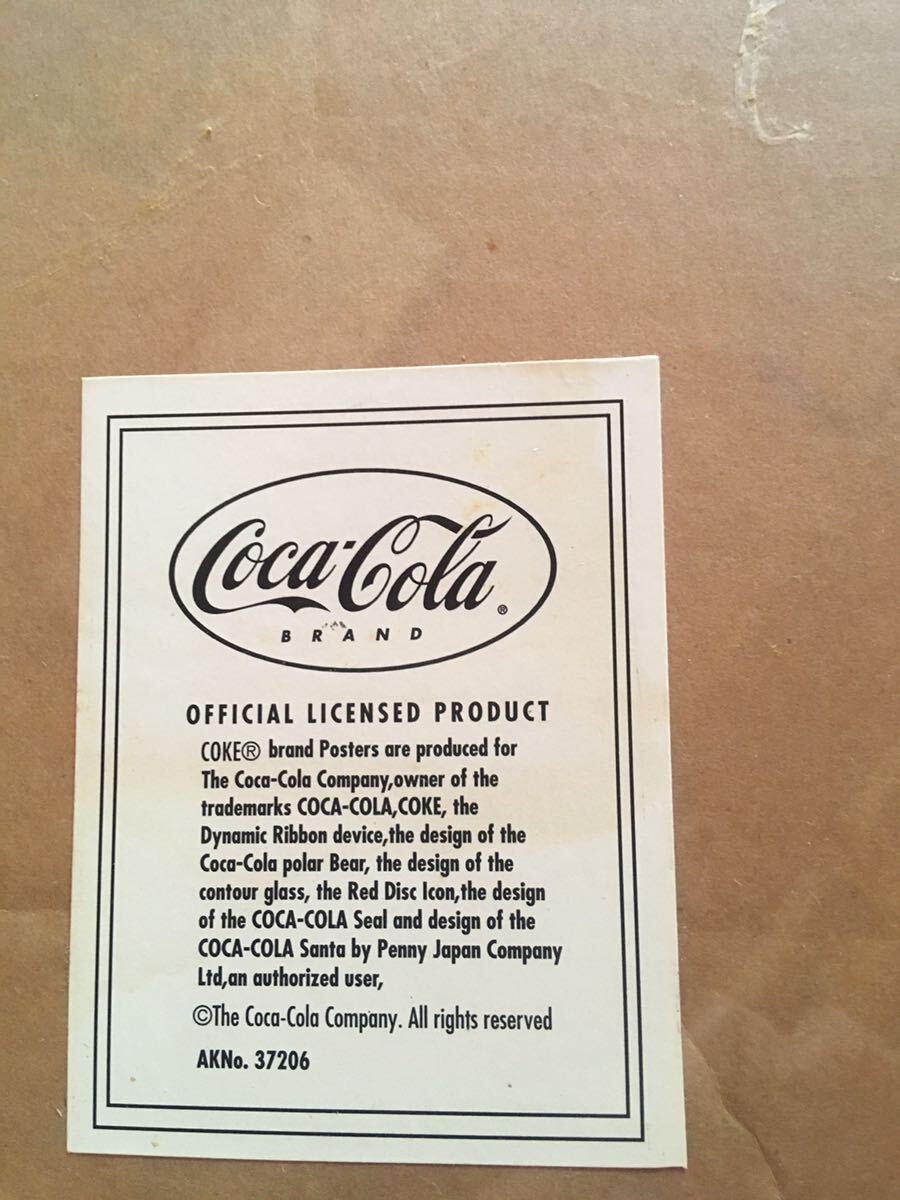 Coca-Cola®
BRAND
OFFICIAL LICENSED PRODUCT
COKE® brand Posters are produced for
The Coca-Cola Company,owner of the
trademarks COCA-COLA,COKE, the
Dynamic Ribbon device,the design of the
Coca-Cola polar Bear, the design of the
contour glass, the Red Disc Icon,the design
of the COCA-COLA Seal and design of the
COCA-COLA Santa by Penny Japan Company
Ltd,an authorized user,
©The Coca-Cola Company. All rights reserved
AKNo. 37206